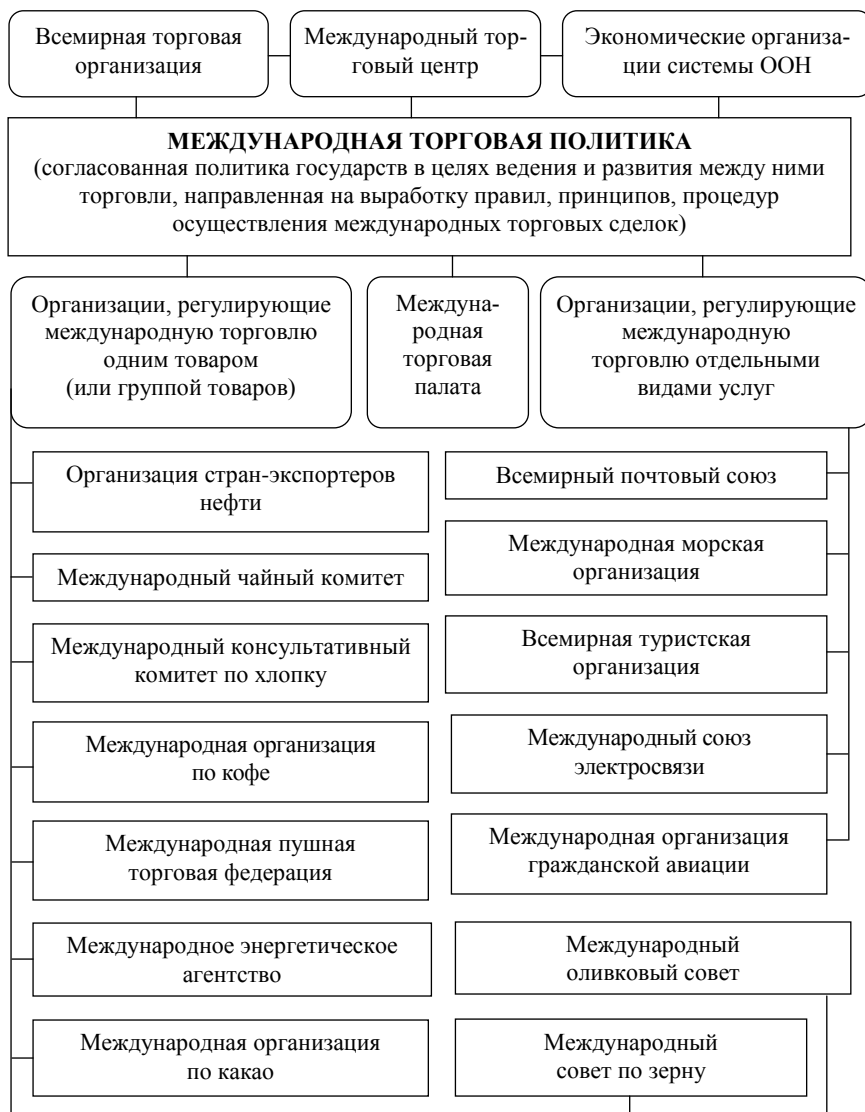 Всемирная торговая
организация
Международный тор-
говый центр
Экономические организа-
ции системы ООН
МЕЖДУНАРОДНАЯ ТОРГОВАЯ ПОЛИТИКА
(согласованная политика государств в целях ведения и развития между ними
торговли, направленная на выработку правил, принципов, процедур
осуществления международных торговых сделок)
Организации, регулирующие
международную торговлю
одним товаром
(или группой товаров)
Междуна-
родная
торговая
палата
Организации, регулирующие
международную
торговлю отдельными
видами услуг
Организация стран-экспортеров
нефти
Международный чайный комитет
Международный консультативный
комитет по хлопку
Международная организация
по кофе
Международная пушная
торговая федерация
Международное энергетическое
агентство
Международная организация
по какао
Всемирный почтовый союз
Международная морская
организация
Всемирная туристская
организация
Международный союз
электросвязи
Международная организация
гражданской авиации
Международный
оливковый совет
Международный
совет по зерну